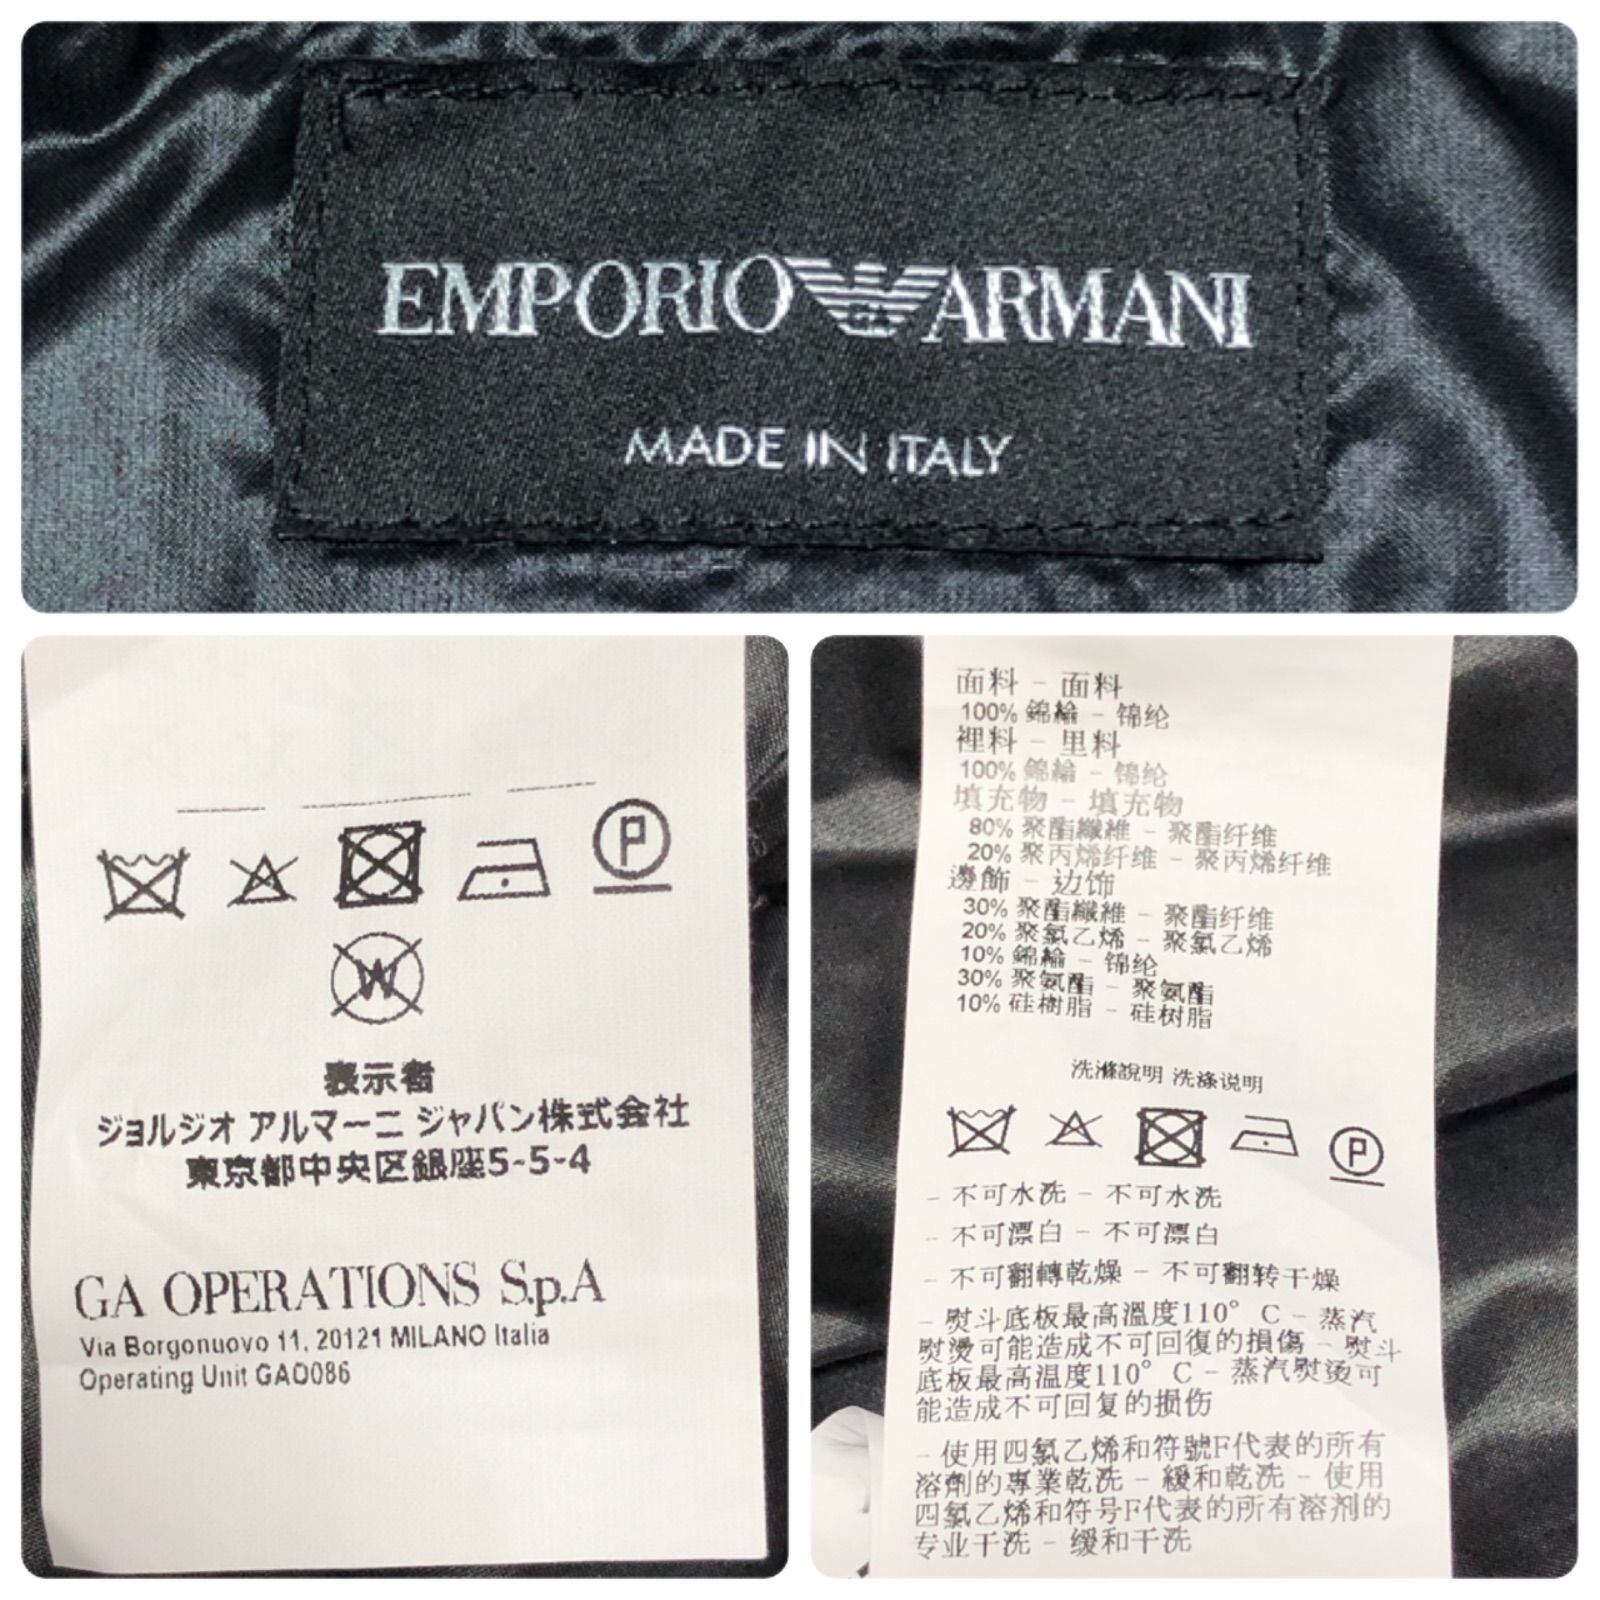 EMPORIO ARMANI
MADE IN ITALY
P
W
表示者
ジョルジオ アルマーニ ジャパン株式会社
東京都中央区銀座5-5-4
GA OPERATIONS S.p.A
Via Borgonuovo 11, 20121 MILANO Italia
Operating Unit GAO086
面料 - 面料
100% 錦綸 - 锦纶
裡料 - 里料
100% 錦綸 - 锦纶
填充物 - 填充物
80% 聚酯纖維 - 聚酯纤维
20% 聚丙烯纤维 - 聚丙烯纤维
邊飾 - 边饰
30% 聚酯纖維 - 聚酯纤维
20% 聚氯乙烯 - 聚氯乙烯
10% 錦綸 - 锦纶
30% 聚氨酯 - 聚氨酯
10% 硅樹脂 - 硅树脂
洗滌說明 洗涤说明
P
- 不可水洗 - 不可水洗
- 不可漂白 - 不可漂白
- 不可翻轉乾燥 - 不可翻转干燥
- 熨斗底板最高溫度110° C - 蒸汽
熨燙可能造成不可回復的損傷 - 熨斗
底板最高温度110° C - 蒸汽熨烫可
能造成不可回复的损伤
- 使用四氯乙烯和符號F代表的所有
溶劑的專業乾洗 - 緩和乾洗 - 使用
四氯乙烯和符号F代表的所有溶剂的
专业干洗 - 缓和干洗